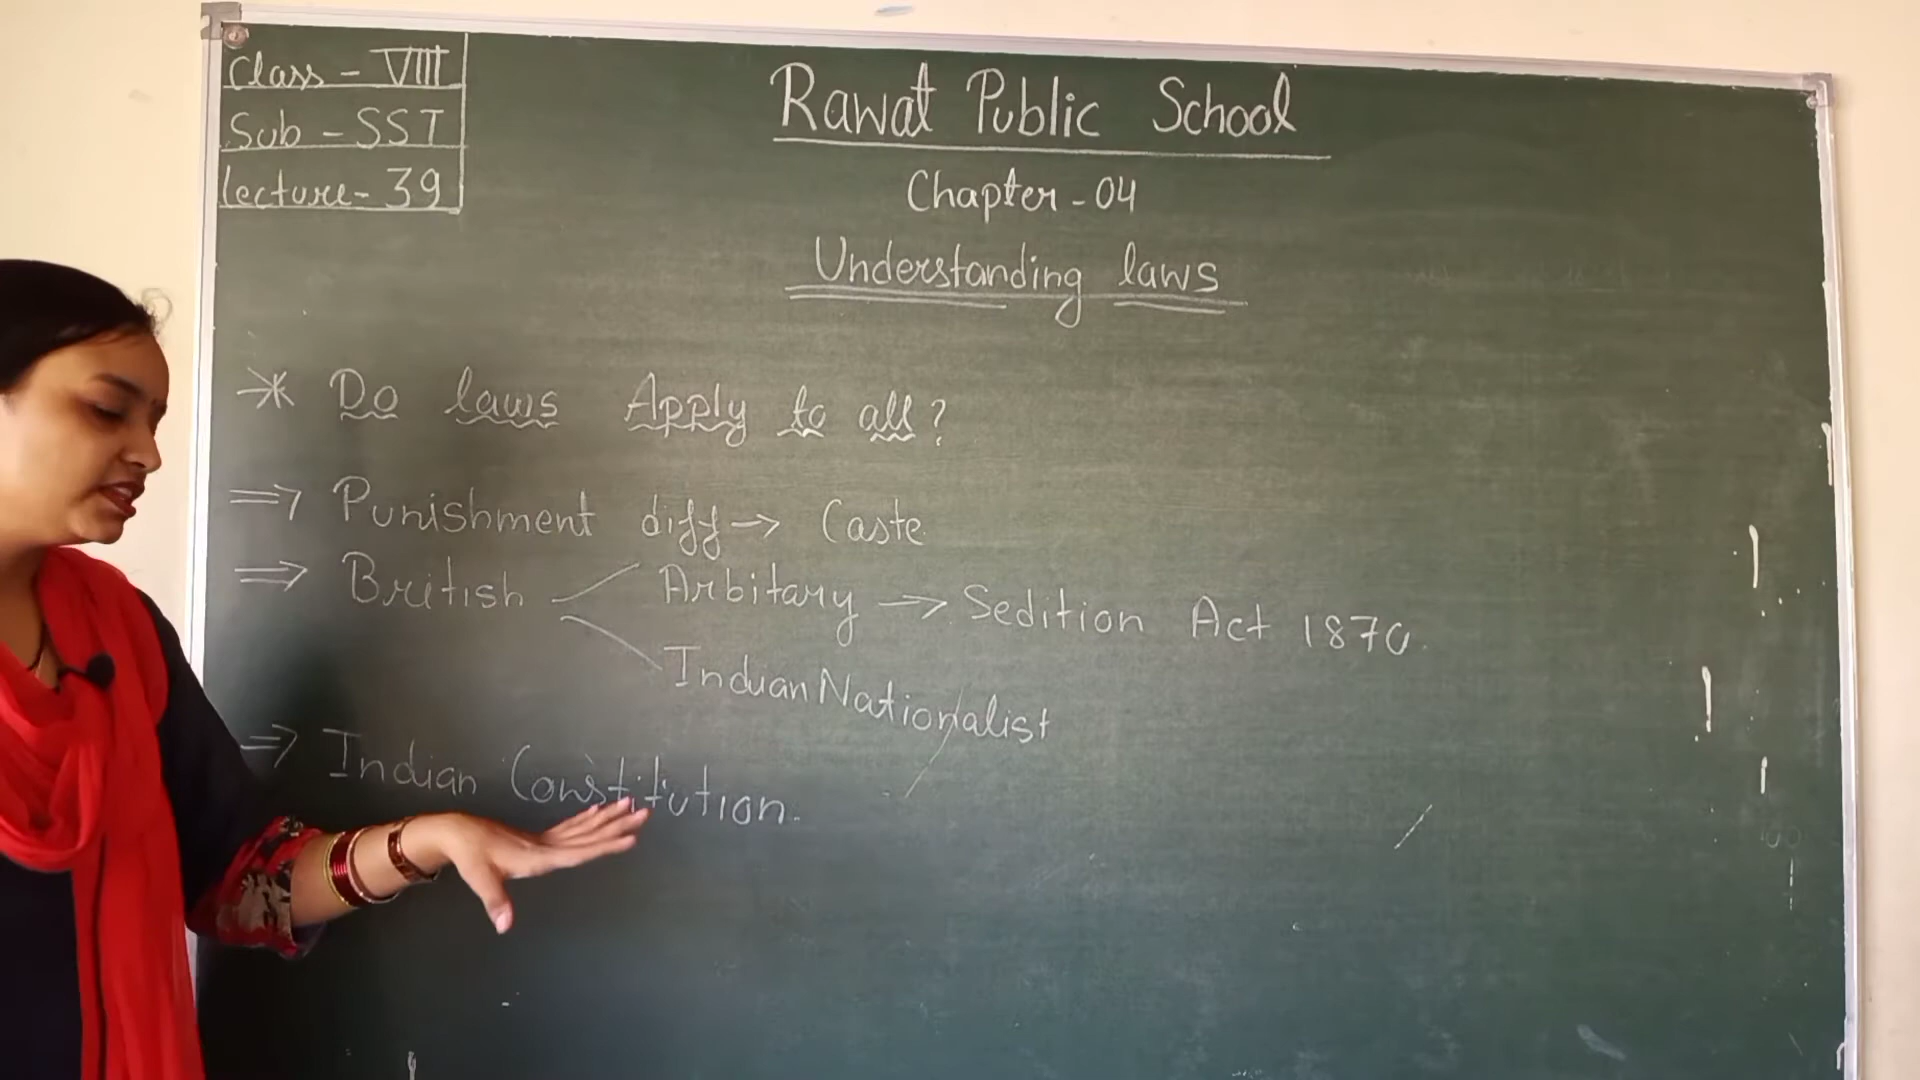 Class - VIII
Sub - SST
Lecture - 39
Rawat Public School
Chapter - 04
Understanding laws
* Do laws Apply to all?
⇒ Punishment diff → Caste
⇒ British Arbitary → Sedition Act 1870.
Indian Nationalist
⇒ Indian Constitution.